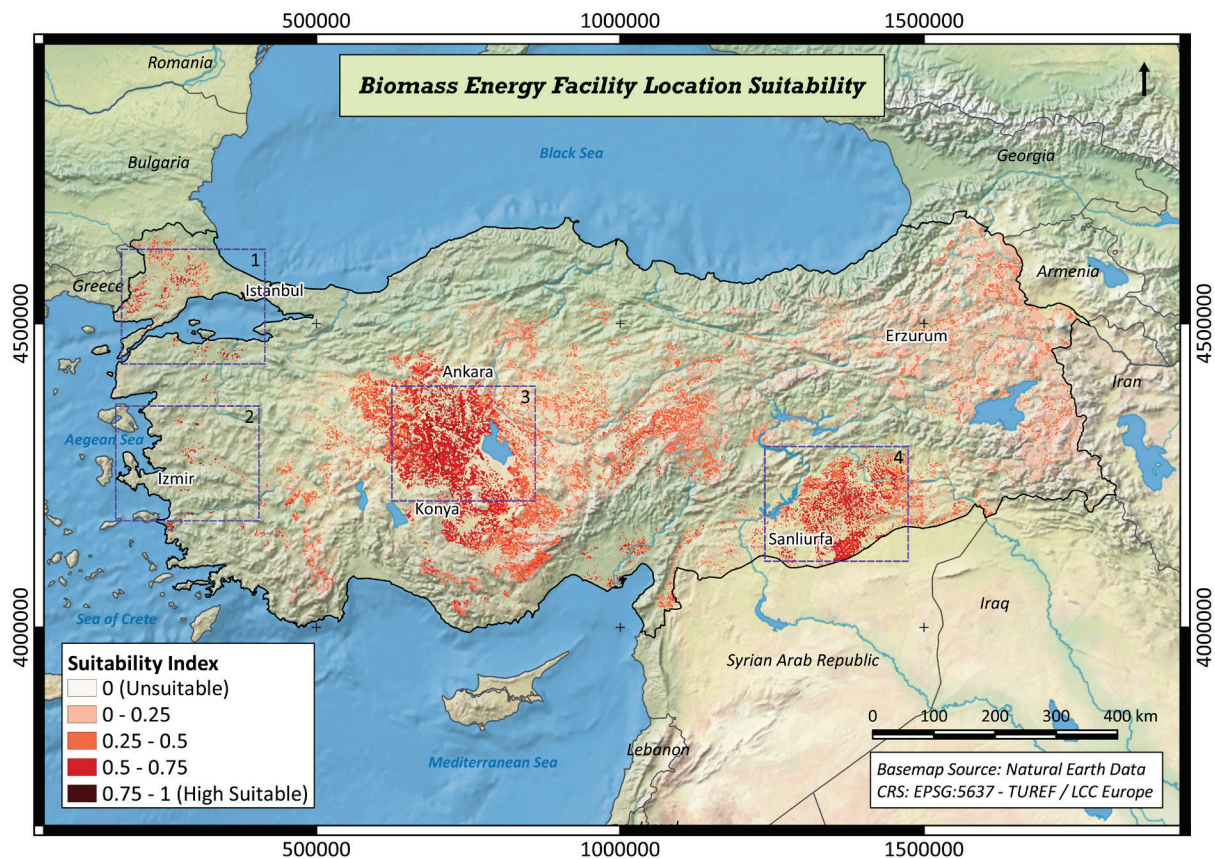 500000
1000000
1500000
Romania
Biomass Energy Facility Location Suitability
Bulgaria
Black Sea
Georgia
1
Greece
Istanbul
Armenia
4500000
4500000
Erzurum
Ankara
3
Iran
2
Aegean Sea
Izmir
4
Konya
Sanliurfa
Sea of Crete
Iraq
4000000
4000000
Suitability Index
0 (Unsuitable)
0 - 0.25
0.25 - 0.5
0.5 - 0.75
0.75 - 1 (High Suitable)
Syrian Arab Republic
0 100 200 300 400 km
Lebanon
Mediterranean Sea
Basemap Source: Natural Earth Data
CRS: EPSG:5637 - TUREF / LCC Europe
500000
1000000
1500000